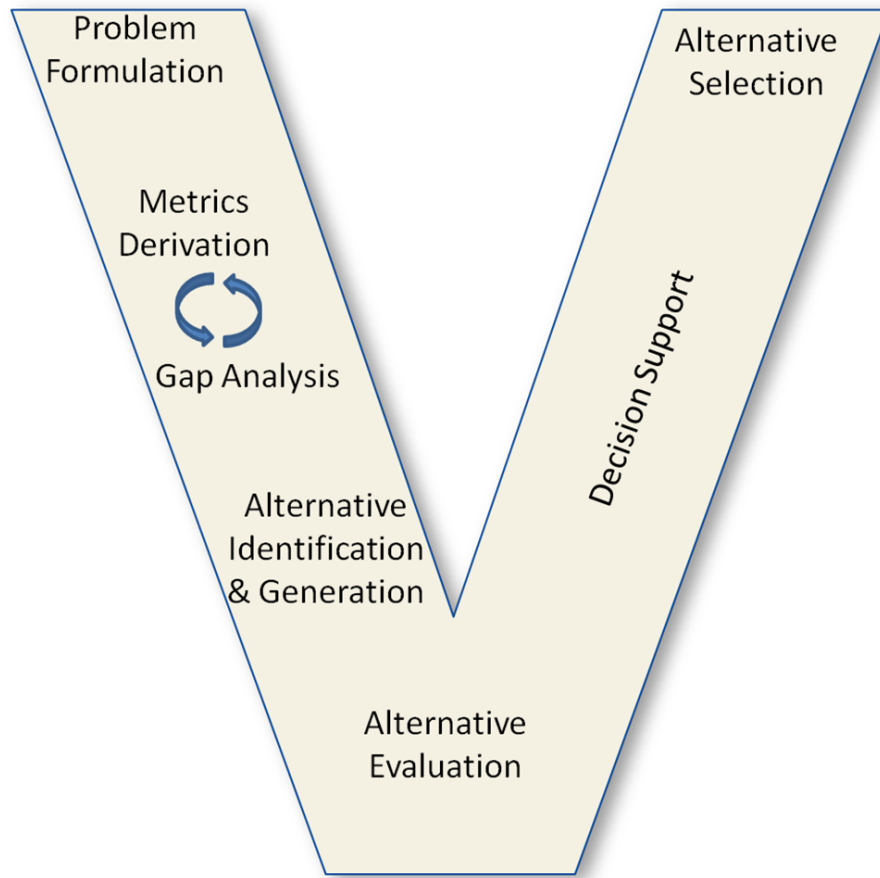 Problem
Formulation
Metrics
Derivation
Gap Analysis
Alternative
Identification
& Generation
Alternative
Evaluation
Decision Support
Alternative
Selection